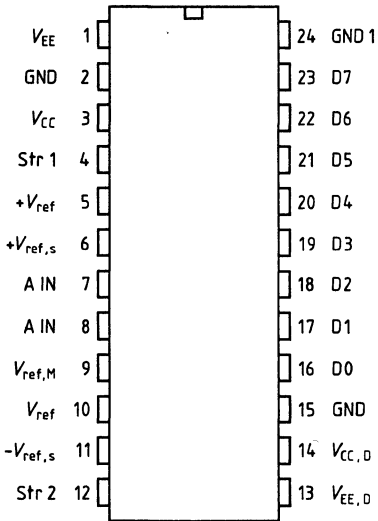 V_EE 1 24 GND 1
GND 2 23 D7
V_CC 3 22 D6
Str 1 4 21 D5
+V_ref 5 20 D4
+V_ref,s 6 19 D3
A IN 7 18 D2
A IN 8 17 D1
V_ref,M 9 16 D0
V_ref 10 15 GND
-V_ref,s 11 14 V_CC,D
Str 2 12 13 V_EE,D